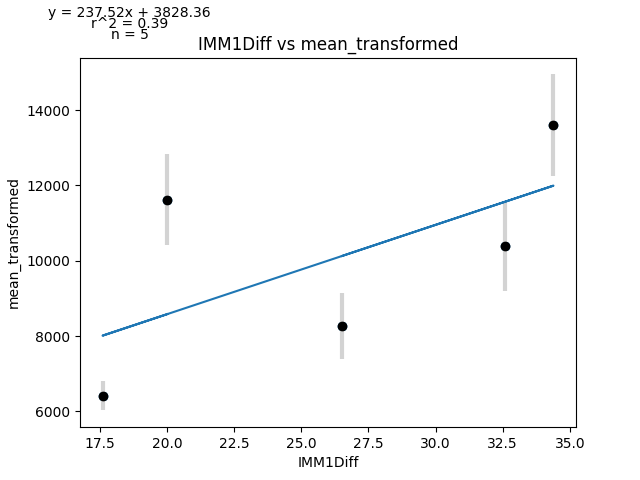 y = 237.52x + 3828.36
r^2 = 0.39
n = 5
IMM1Diff vs mean_transformed
mean_transformed
14000
12000
10000
8000
6000
17.5 20.0 22.5 25.0 27.5 30.0 32.5 35.0
IMM1Diff